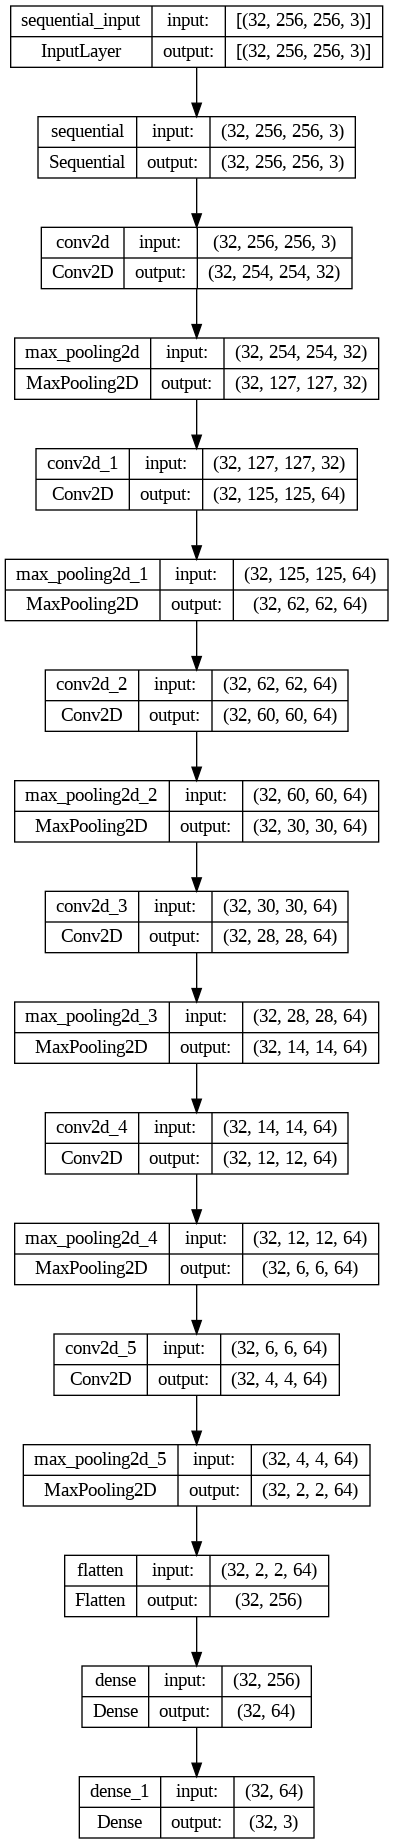 sequential_input input: [(32, 256, 256, 3)]
InputLayer output: [(32, 256, 256, 3)]
sequential input: (32, 256, 256, 3)
Sequential output: (32, 256, 256, 3)
conv2d input: (32, 256, 256, 3)
Conv2D output: (32, 254, 254, 32)
max_pooling2d input: (32, 254, 254, 32)
MaxPooling2D output: (32, 127, 127, 32)
conv2d_1 input: (32, 127, 127, 32)
Conv2D output: (32, 125, 125, 64)
max_pooling2d_1 input: (32, 125, 125, 64)
MaxPooling2D output: (32, 62, 62, 64)
conv2d_2 input: (32, 62, 62, 64)
Conv2D output: (32, 60, 60, 64)
max_pooling2d_2 input: (32, 60, 60, 64)
MaxPooling2D output: (32, 30, 30, 64)
conv2d_3 input: (32, 30, 30, 64)
Conv2D output: (32, 28, 28, 64)
max_pooling2d_3 input: (32, 28, 28, 64)
MaxPooling2D output: (32, 14, 14, 64)
conv2d_4 input: (32, 14, 14, 64)
Conv2D output: (32, 12, 12, 64)
max_pooling2d_4 input: (32, 12, 12, 64)
MaxPooling2D output: (32, 6, 6, 64)
conv2d_5 input: (32, 6, 6, 64)
Conv2D output: (32, 4, 4, 64)
max_pooling2d_5 input: (32, 4, 4, 64)
MaxPooling2D output: (32, 2, 2, 64)
flatten input: (32, 2, 2, 64)
Flatten output: (32, 256)
dense input: (32, 256)
Dense output: (32, 64)
dense_1 input: (32, 64)
Dense output: (32, 3)